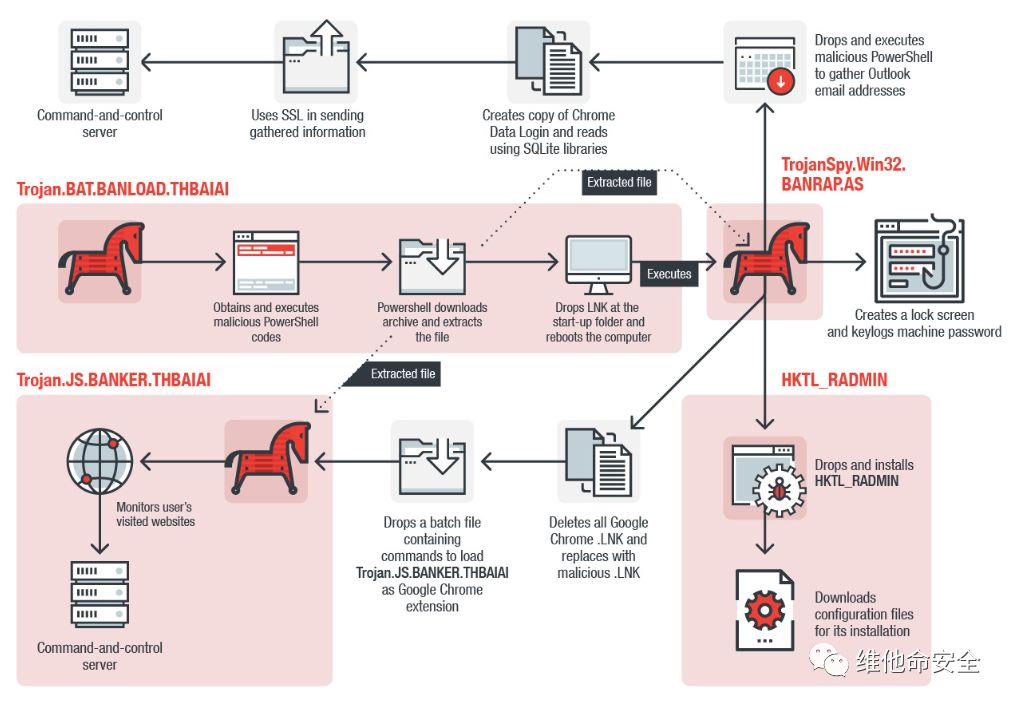 Command-and-control
server
Uses SSL in sending
gathered information
Creates copy of Chrome
Data Login and reads
using SQLite libraries
Drops and executes
malicious PowerShell
to gather Outlook
email addresses
Trojan.BAT.BANLOAD.THBAIAI
Extracted file
TrojanSpy.Win32.
BANRAP.AS
Obtains and executes
malicious PowerShell
codes
Powershell downloads
archive and extracts
the file
Drops LNK at the
start-up folder and
reboots the computer
Executes
Creates a lock screen
and keylogs machine password
Trojan.JS.BANKER.THBAIAI
Extracted file
HKTL_RADMIN
Monitors user's
visited websites
Command-and-control
server
Drops a batch file
containing
commands to load
Trojan.JS.BANKER.THBAIAI
as Google Chrome
extension
Deletes all Google
Chrome .LNK and
replaces with
malicious .LNK
Drops and installs
HKTL_RADMIN
Downloads
configuration files
for its installation
维他命安全